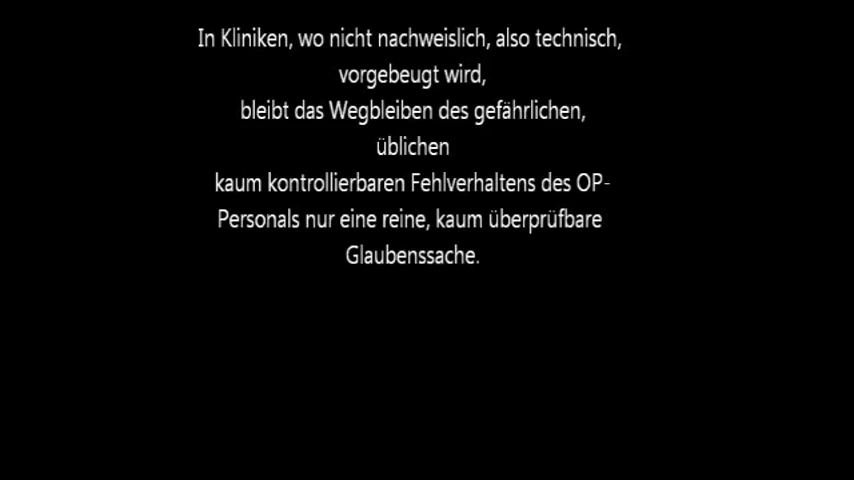 In Kliniken, wo nicht nachweislich, also technisch,
vorgebeugt wird,
bleibt das Wegbleiben des gefährlichen,
üblichen
kaum kontrollierbaren Fehlverhaltens des OP-
Personals nur eine reine, kaum überprüfbare
Glaubenssache.